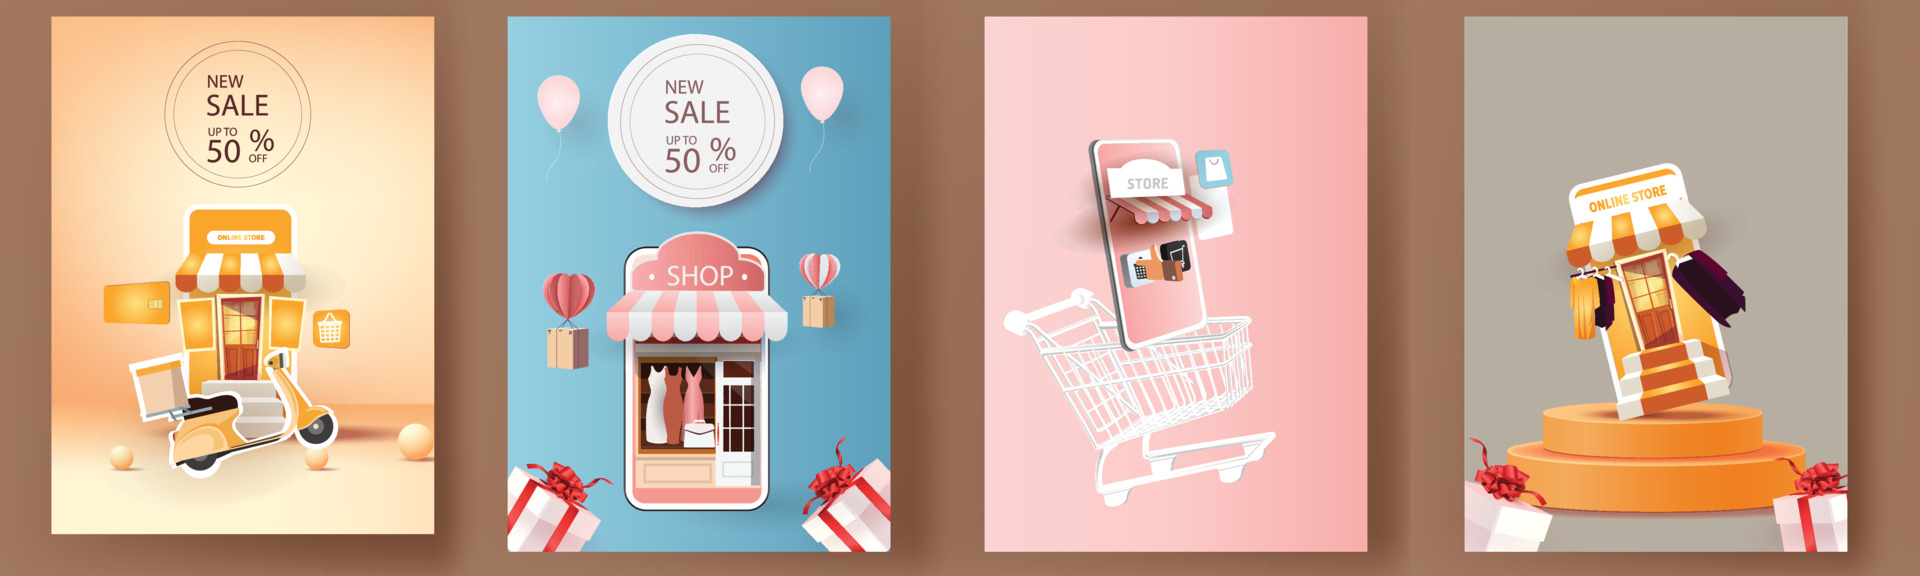 NEW
SALE
UP TO
50 %
OFF
ONLINE STORE
NEW
SALE
UP TO
50 %
OFF
SHOP
STORE
ONLINE STORE